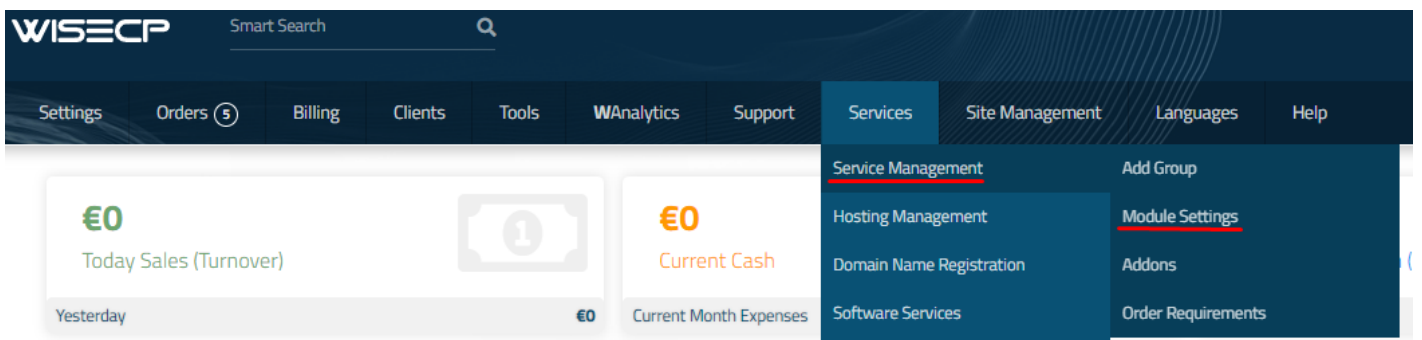 WISECP
Smart Search
Settings Orders 5 Billing Clients Tools WAnalytics Support Services Site Management Languages Help
Service Management Add Group
Hosting Management Module Settings
Domain Name Registration Addons
Software Services Order Requirements
€0
Today Sales (Turnover)
1
Yesterday €0
€0
Current Cash
Current Month Expenses
(